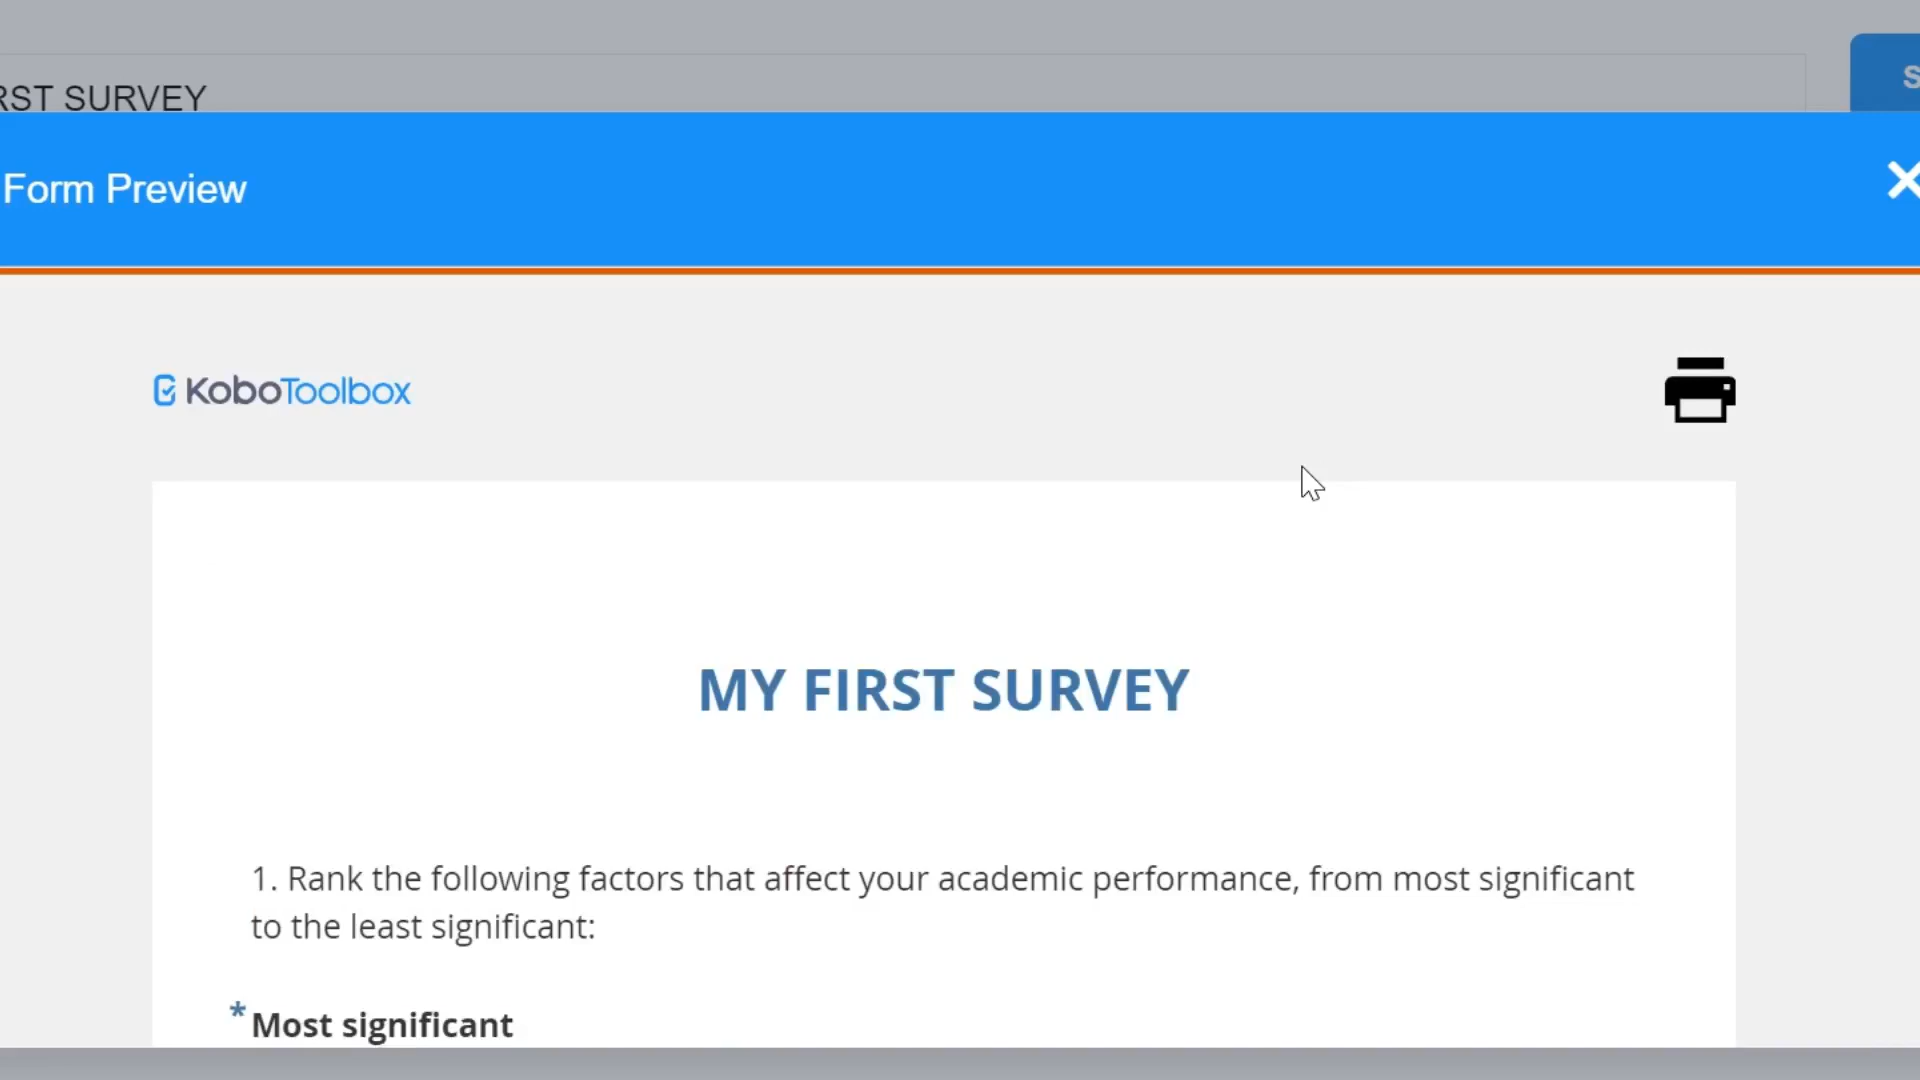 RST SURVEY
S
Form Preview
KoboToolbox
MY FIRST SURVEY
1. Rank the following factors that affect your academic performance, from most significant
to the least significant:
* Most significant